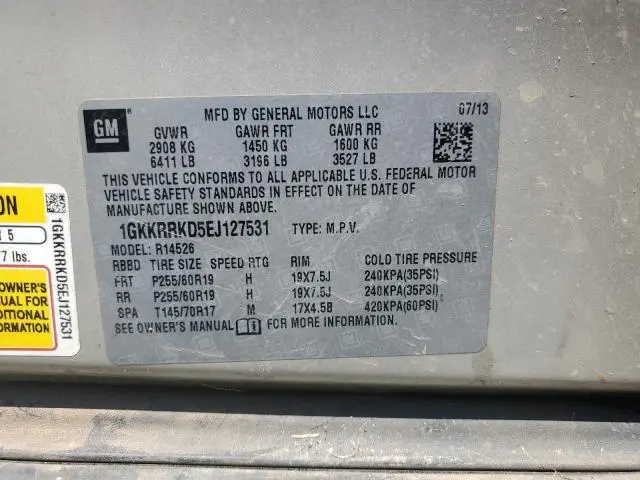 GM
MFD BY GENERAL MOTORS LLC 07/13
GVWR GAWR FRT GAWR RR
2908 KG 1450 KG 1600 KG
6411 LB 3196 LB 3527 LB
THIS VEHICLE CONFORMS TO ALL APPLICABLE U.S. FEDERAL MOTOR
VEHICLE SAFETY STANDARDS IN EFFECT ON THE DATE OF
MANUFACTURE SHOWN ABOVE.
1GKKRRKD5EJ127531 TYPE: M.P.V.
MODEL: R14526
RBBD TIRE SIZE SPEED RTG RIM COLD TIRE PRESSURE
FRT P255/60R19 H 19X7.5J 240KPA(35PSI)
RR P255/60R19 H 19X7.5J 240KPA(35PSI)
SPA T145/70R17 M 17X4.5B 420KPA(60PSI)
SEE OWNER'S MANUAL FOR MORE INFORMATION.
ON
R 5
7 lbs.
OWNER'S
NUAL FOR
DITIONAL
ORMATION
1GKKRRKD5EJ127531